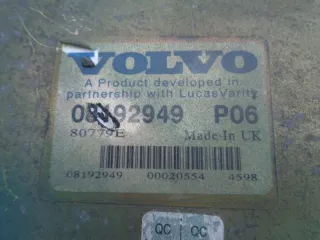 VOLVO
A Product developed in
partnership with LucasVarity
08192949 P06
80779E Made-In UK
08192949 00020554 4598
QC QC